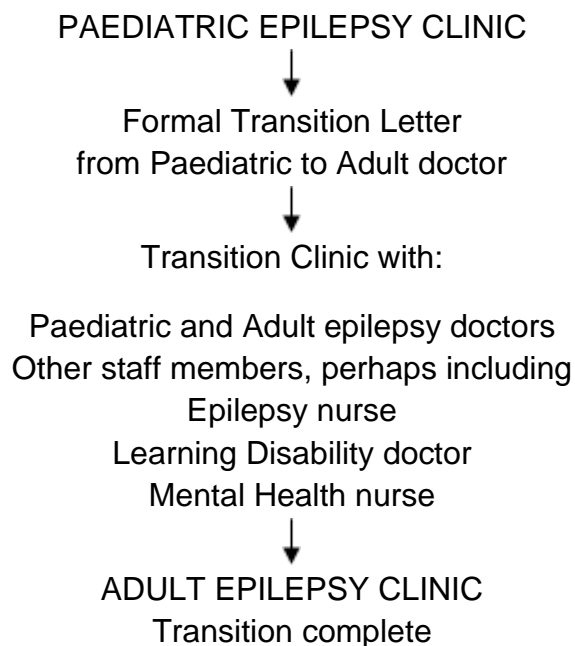 PAEDIATRIC EPILEPSY CLINIC
Formal Transition Letter
from Paediatric to Adult doctor
Transition Clinic with:
Paediatric and Adult epilepsy doctors
Other staff members, perhaps including
Epilepsy nurse
Learning Disability doctor
Mental Health nurse
ADULT EPILEPSY CLINIC
Transition complete